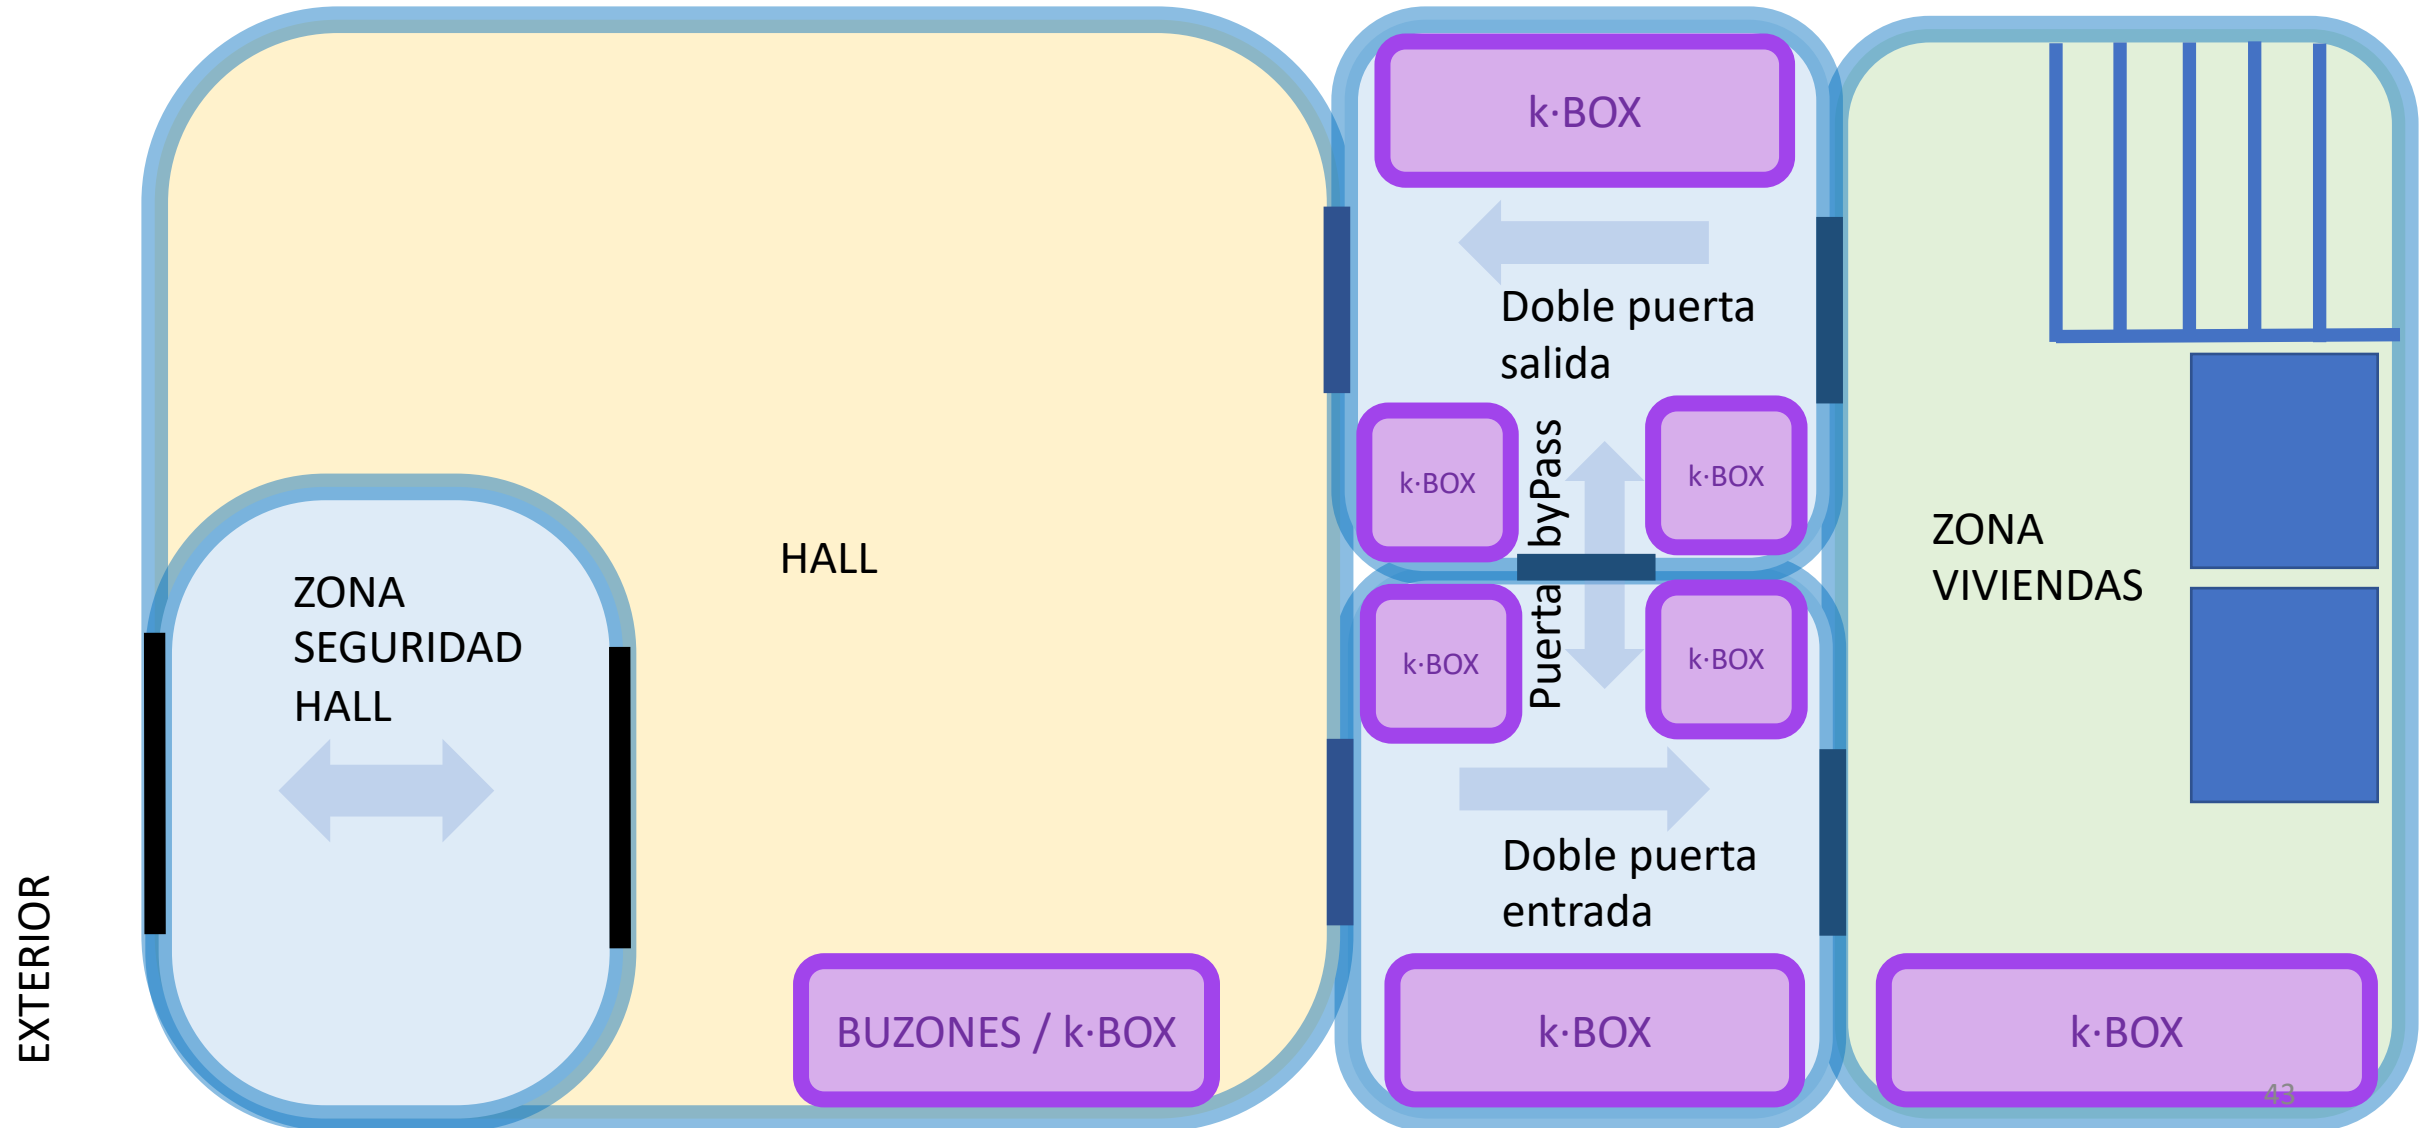 EXTERIOR
ZONA
SEGURIDAD
HALL
HALL
BUZONES / k·BOX
k·BOX
Doble puerta
salida
k·BOX
k·BOX
Puerta byPass
k·BOX
k·BOX
Doble puerta
entrada
k·BOX
ZONA
VIVIENDAS
k·BOX
43